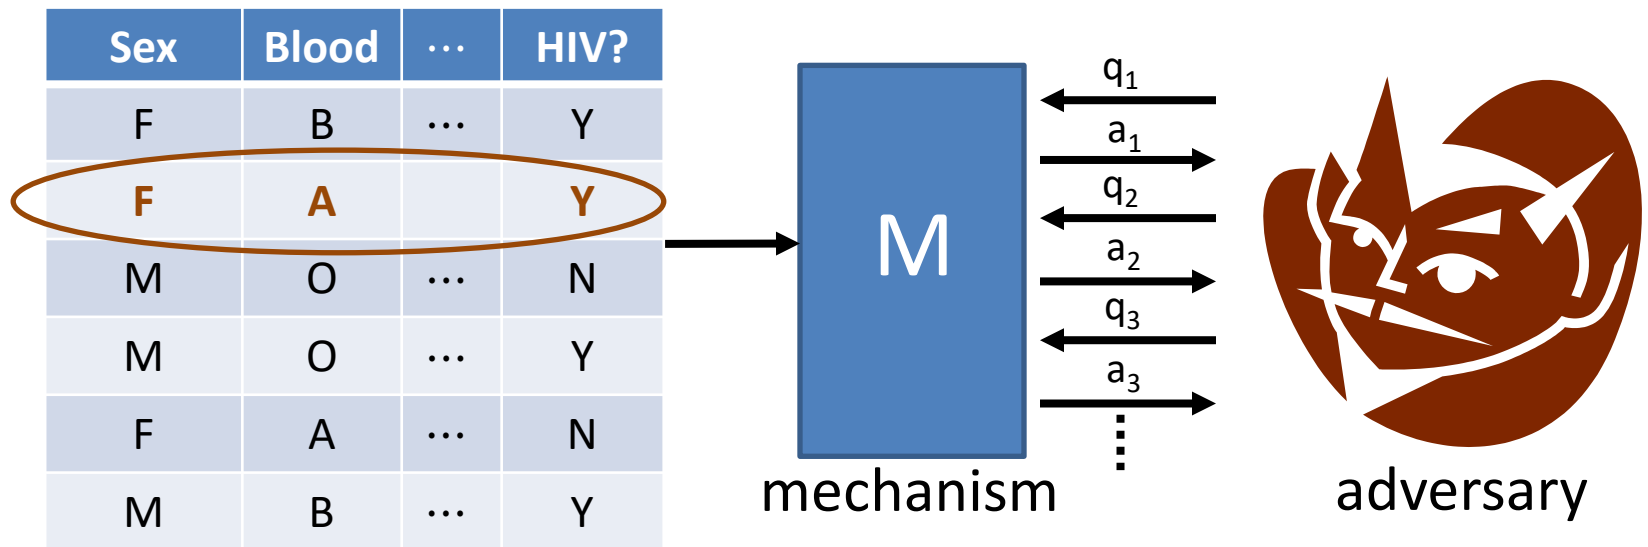 Sex Blood ... HIV?
F B ... Y
F A Y
M O ... N
M O ... Y
F A ... N
M B ... Y
M
mechanism
q1
a1
q2
a2
q3
a3
adversary